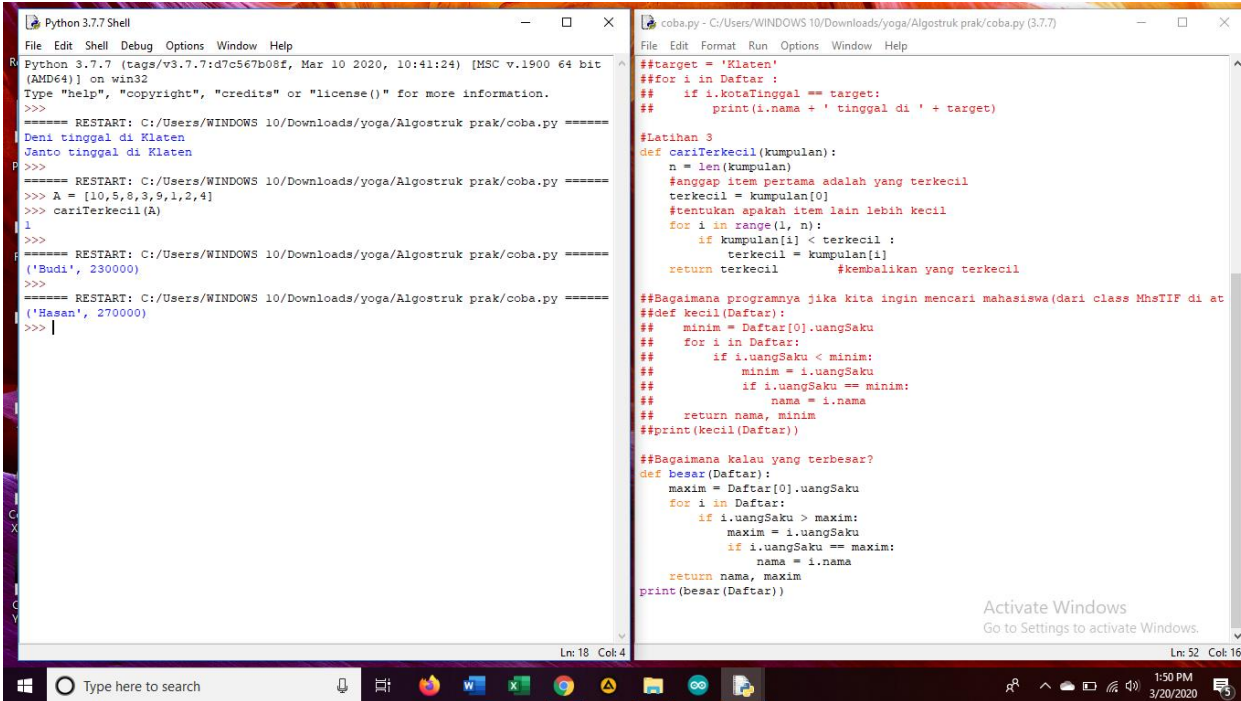 Python 3.7.7 Shell
File Edit Shell Debug Options Window Help
Python 3.7.7 (tags/v3.7.7:d7c567b08f, Mar 10 2020, 10:41:24) [MSC v.1900 64 bit
(AMD64)] on win32
Type "help", "copyright", "credits" or "license()" for more information.
>>>
====== RESTART: C:/Users/WINDOWS 10/Downloads/yoga/Algostruk prak/coba.py ======
Deni tinggal di Klaten
Janto tinggal di Klaten
>>>
====== RESTART: C:/Users/WINDOWS 10/Downloads/yoga/Algostruk prak/coba.py ======
>>> A = [10,5,8,3,9,1,2,4]
>>> cariTerkecil(A)
1
>>>
====== RESTART: C:/Users/WINDOWS 10/Downloads/yoga/Algostruk prak/coba.py ======
('Budi', 230000)
>>>
====== RESTART: C:/Users/WINDOWS 10/Downloads/yoga/Algostruk prak/coba.py ======
('Hasan', 270000)
>>>
Ln: 18 Col: 4
coba.py - C:/Users/WINDOWS 10/Downloads/yoga/Algostruk prak/coba.py (3.7.7)
File Edit Format Run Options Window Help
##target = 'Klaten'
##for i in Daftar :
##    if i.kotaTinggal == target:
##        print(i.nama + ' tinggal di ' + target)
#Latihan 3
def cariTerkecil(kumpulan):
    n = len(kumpulan)
    #anggap item pertama adalah yang terkecil
    terkecil = kumpulan[0]
    #tentukan apakah item lain lebih kecil
    for i in range(1, n):
        if kumpulan[i] < terkecil :
            terkecil = kumpulan[i]
    return terkecil        #kembalikan yang terkecil
##Bagaimana programnya jika kita ingin mencari mahasiswa(dari class MhsTIF di at
##def kecil(Daftar):
##    minim = Daftar[0].uangSaku
##    for i in Daftar:
##        if i.uangSaku < minim:
##            minim = i.uangSaku
##            if i.uangSaku == minim:
##                nama = i.nama
##    return nama, minim
##print(kecil(Daftar))
##Bagaimana kalau yang terbesar?
def besar(Daftar):
    maxim = Daftar[0].uangSaku
    for i in Daftar:
        if i.uangSaku > maxim:
            maxim = i.uangSaku
            if i.uangSaku == maxim:
                nama = i.nama
    return nama, maxim
print(besar(Daftar))
Activate Windows
Go to Settings to activate Windows.
Ln: 52 Col: 16
Type here to search
1:50 PM
3/20/2020